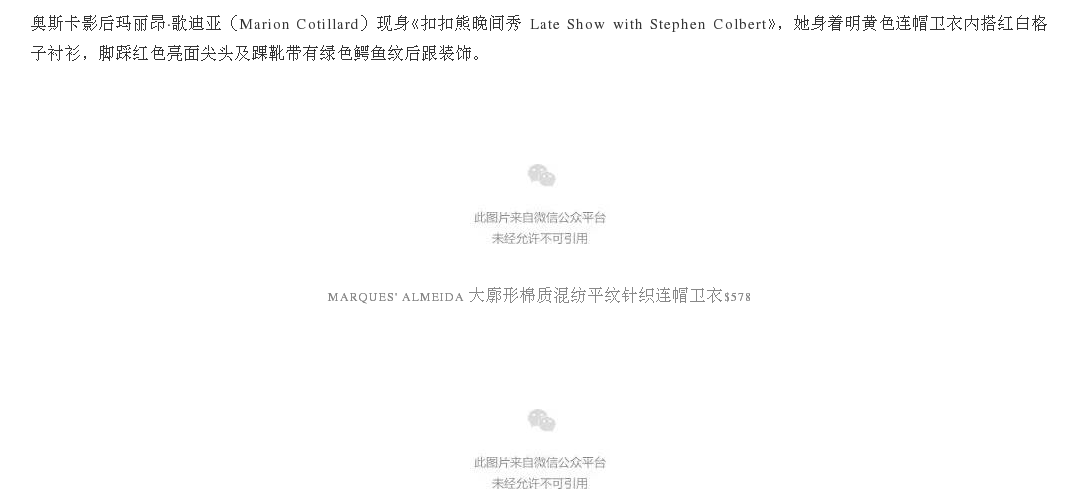 奥斯卡影后玛丽昂·歌迪亚（Marion Cotillard）现身《扣扣熊晚间秀 Late Show with Stephen Colbert》，她身着明黄色连帽卫衣内搭红白格
子衬衫，脚踩红色亮面尖头及踝靴带有绿色鳄鱼纹后跟装饰。
此图片来自微信公众平台
未经允许不可引用
MARQUES' ALMEIDA 大廓形棉质混纺平纹针织连帽卫衣$578
此图片来自微信公众平台
未经允许不可引用